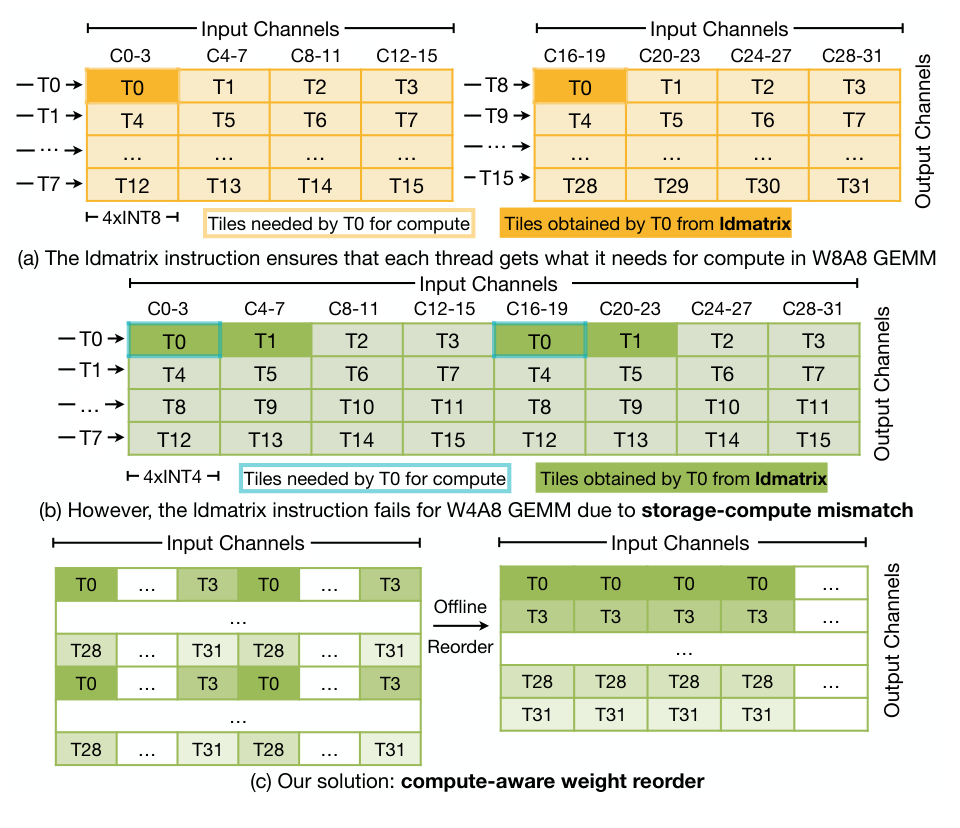 Input Channels Input Channels
C0-3 C4-7 C8-11 C12-15 C16-19 C20-23 C24-27 C28-31
T0 T0 T1 T2 T3 T8 T0 T1 T2 T3
T1 T4 T5 T6 T7 T9 T4 T5 T6 T7
... ... ... ... ... ... ... ... ... ...
T7 T12 T13 T14 T15 T15 T28 T29 T30 T31
Output Channels
4xINT8 Tiles needed by T0 for compute Tiles obtained by T0 from ldmatrix
(a) The ldmatrix instruction ensures that each thread gets what it needs for compute in W8A8 GEMM
Input Channels
C0-3 C4-7 C8-11 C12-15 C16-19 C20-23 C24-27 C28-31
T0 T0 T1 T2 T3 T0 T1 T2 T3
T1 T4 T5 T6 T7 T4 T5 T6 T7
... T8 T9 T10 T11 T8 T9 T10 T11
T7 T12 T13 T14 T15 T12 T13 T14 T15
Output Channels
4xINT4 Tiles needed by T0 for compute Tiles obtained by T0 from ldmatrix
(b) However, the ldmatrix instruction fails for W4A8 GEMM due to storage-compute mismatch
Input Channels Input Channels
T0 ... T3 T0 ... T3
...
T28 ... T31 T28 ... T31
T0 ... T3 T0 ... T3
...
T28 ... T31 T28 ... T31
Offline
Reorder
T0 T0 T0 T0 ...
T3 T3 T3 T3 ...
...
T28 T28 T28 T28 ...
T31 T31 T31 T31
Output Channels
(c) Our solution: compute-aware weight reorder